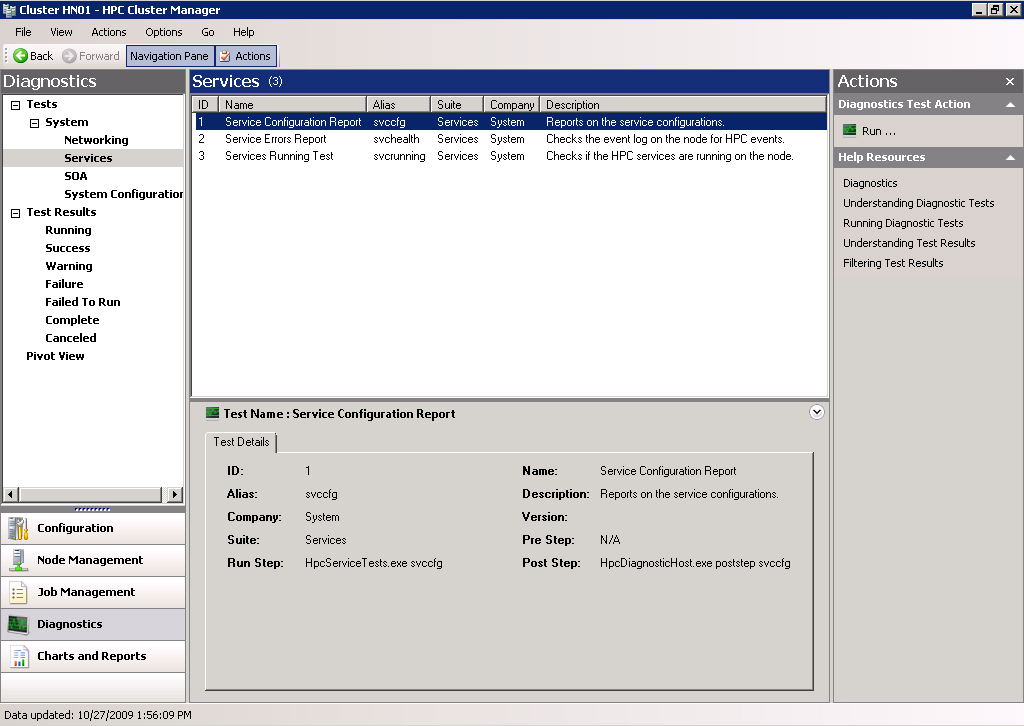 Cluster HN01 - HPC Cluster Manager
File View Actions Options Go Help
Back Forward Navigation Pane Actions
Diagnostics
Tests
System
Networking
Services
SOA
System Configuration
Test Results
Running
Success
Warning
Failure
Failed To Run
Complete
Canceled
Pivot View
Configuration
Node Management
Job Management
Diagnostics
Charts and Reports
Services (3)
ID Name Alias Suite Company Description
1 Service Configuration Report svccfg Services System Reports on the service configurations.
2 Service Errors Report svchealth Services System Checks the event log on the node for HPC events.
3 Services Running Test svcrunning Services System Checks if the HPC services are running on the node.
Test Name : Service Configuration Report
Test Details
ID: 1 Name: Service Configuration Report
Alias: svccfg Description: Reports on the service configurations.
Company: System Version:
Suite: Services Pre Step: N/A
Run Step: HpcServiceTests.exe svccfg Post Step: HpcDiagnosticHost.exe poststep svccfg
Actions
Diagnostics Test Action
Run ...
Help Resources
Diagnostics
Understanding Diagnostic Tests
Running Diagnostic Tests
Understanding Test Results
Filtering Test Results
Data updated: 10/27/2009 1:56:09 PM